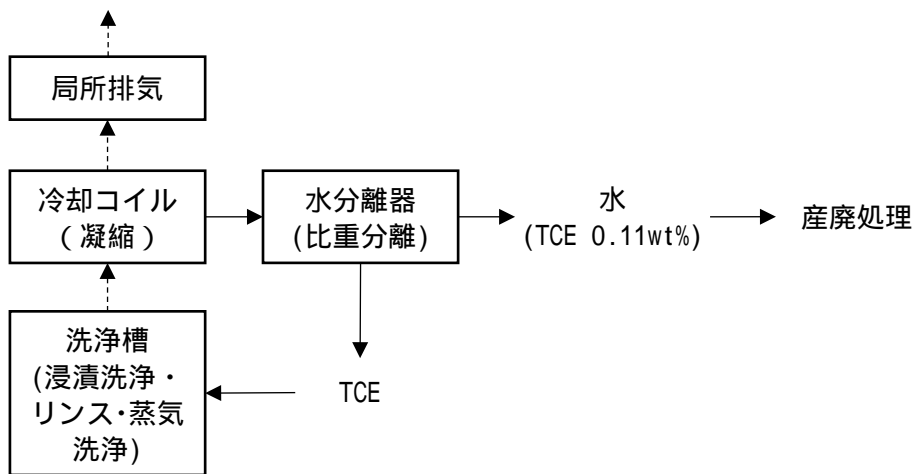 局所排気
冷却コイル
(凝縮)
水分離器
(比重分離)
水
(TCE 0.11wt%)
産廃処理
洗浄槽
(浸漬洗浄・
リンス・蒸気
洗浄)
TCE